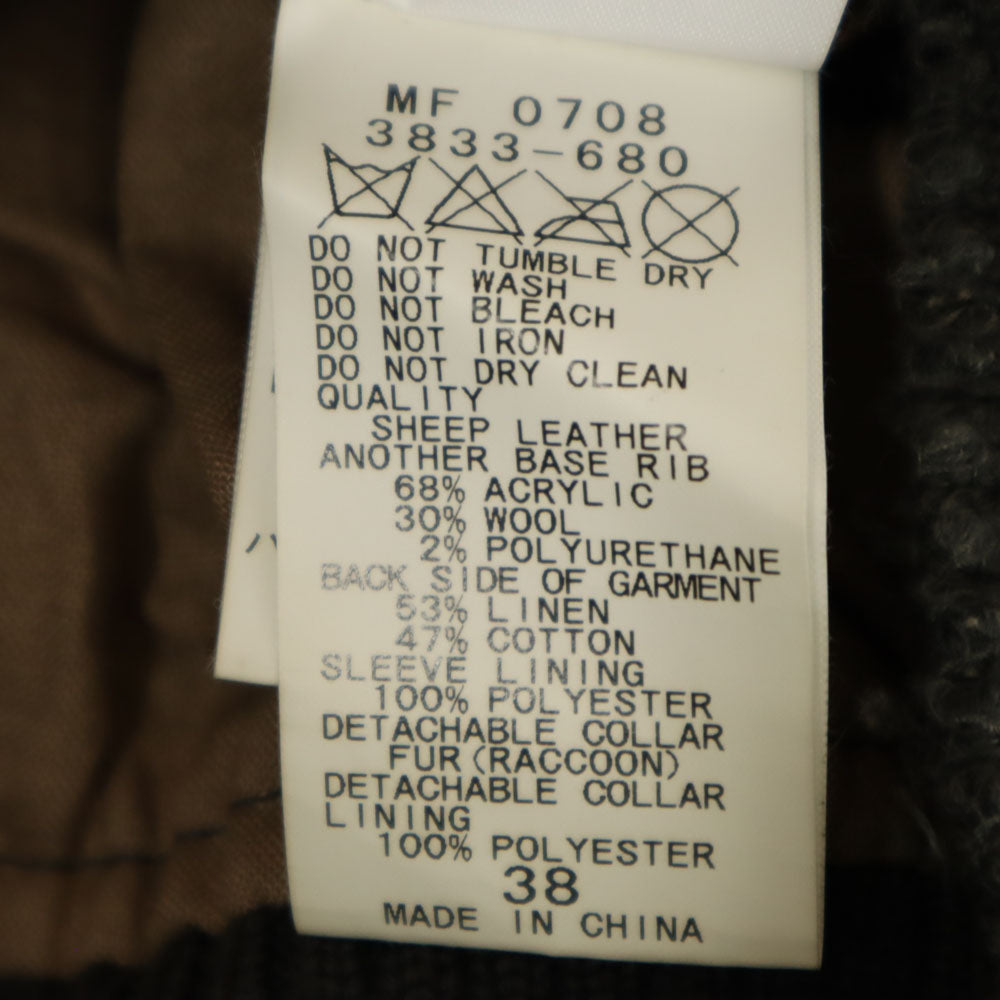 MF 0708
3833-680
DO NOT TUMBLE DRY
DO NOT WASH
DO NOT BLEACH
DO NOT IRON
DO NOT DRY CLEAN
QUALITY
SHEEP LEATHER
ANOTHER BASE RIB
68% ACRYLIC
30% WOOL
2% POLYURETHANE
BACK SIDE OF GARMENT
53% LINEN
47% COTTON
SLEEVE LINING
100% POLYESTER
DETACHABLE COLLAR
FUR(RACCOON)
DETACHABLE COLLAR
LINING
100% POLYESTER
38
MADE IN CHINA